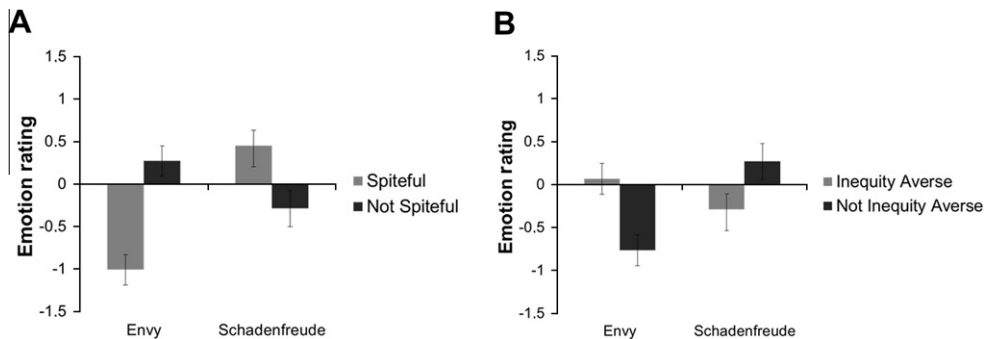 A
Emotion rating
1.5
1
0.5
0
-0.5
-1
-1.5
Envy
Schadenfreude
Spiteful
Not Spiteful
B
Emotion rating
1.5
1
0.5
0
-0.5
-1
-1.5
Envy
Schadenfreude
Inequity Averse
Not Inequity Averse